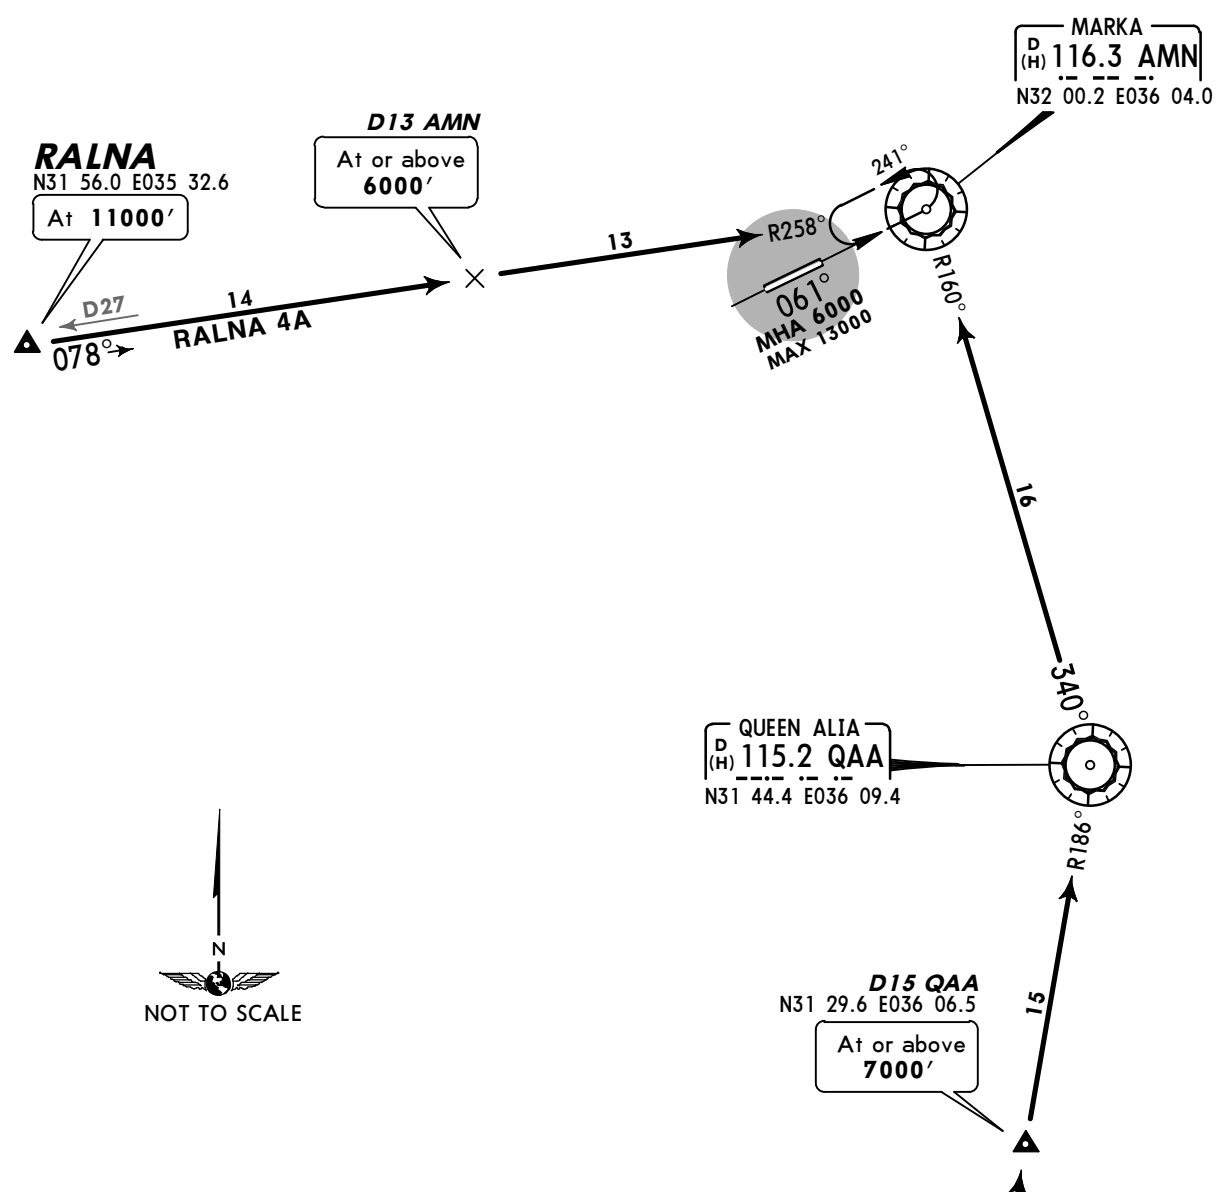 MARKA
D
(H) 116.3 AMN
N32 00.2 E036 04.0
D13 AMN
At or above
6000′
RALNA
N31 56.0 E035 32.6
At 11000′
241°
R258°
13
R160°
D27
14
RALNA 4A
078°
061°
MHA 6000
MAX 13000
16
340°
QUEEN ALIA
D
(H) 115.2 QAA
N31 44.4 E036 09.4
R186°
N
NOT TO SCALE
D15 QAA
N31 29.6 E036 06.5
At or above
7000′
15